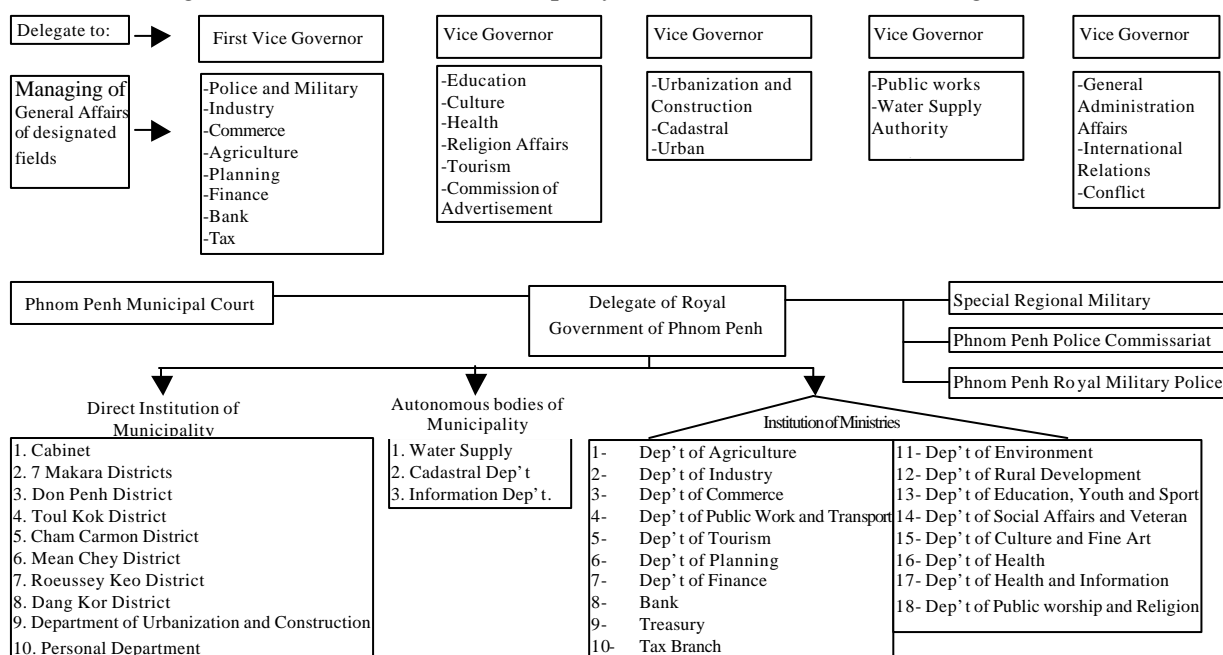 Delegate to:
First Vice Governor
Vice Governor
Vice Governor
Vice Governor
Vice Governor
Managing of
General Affairs
of designated
fields
-Police and Military
-Industry
-Commerce
-Agriculture
-Planning
-Finance
-Bank
-Tax
-Education
-Culture
-Health
-Religion Affairs
-Tourism
-Commission of
Advertisement
-Urbanization and
Construction
-Cadastral
-Urban
-Public works
-Water Supply
Authority
-General
Administration
Affairs
-International
Relations
-Conflict
Phnom Penh Municipal Court
Delegate of Royal
Government of Phnom Penh
Special Regional Military
Phnom Penh Police Commissariat
Phnom Penh Royal Military Police
Direct Institution of
Municipality
1. Cabinet
2. 7 Makara Districts
3. Don Penh District
4. Toul Kok District
5. Cham Carmon District
6. Mean Chey District
7. Roeussey Keo District
8. Dang Kor District
9. Department of Urbanization and Construction
10. Personal Department
Autonomous bodies of
Municipality
1. Water Supply
2. Cadastral Dep't
3. Information Dep't.
Institution of Ministries
1- Dep't of Agriculture
2- Dep't of Industry
3- Dep't of Commerce
4- Dep't of Public Work and Transport
5- Dep't of Tourism
6- Dep't of Planning
7- Dep't of Finance
8- Bank
9- Treasury
10- Tax Branch
11- Dep't of Environment
12- Dep't of Rural Development
13- Dep't of Education, Youth and Sport
14- Dep't of Social Affairs and Veteran
15- Dep't of Culture and Fine Art
16- Dep't of Health
17- Dep't of Health and Information
18- Dep't of Public worship and Religion